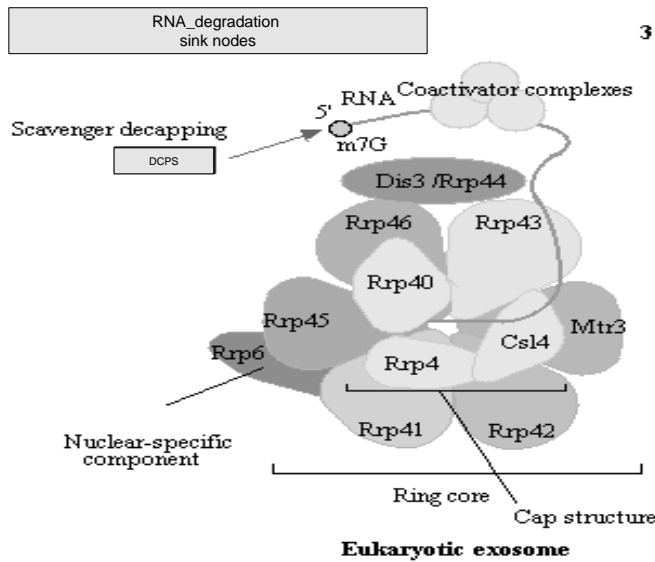 RNA_degradation
sink nodes
3
Coactivator complexes
5' RNA
m7G
Scavenger decapping
DCPS
Dis3 /Rrp44
Rrp46
Rrp43
Rrp40
Rrp45
Mtr3
Csl4
Rrp6
Rrp4
Rrp41
Rrp42
Nuclear-specific
component
Ring core
Cap structure
Eukaryotic exosome